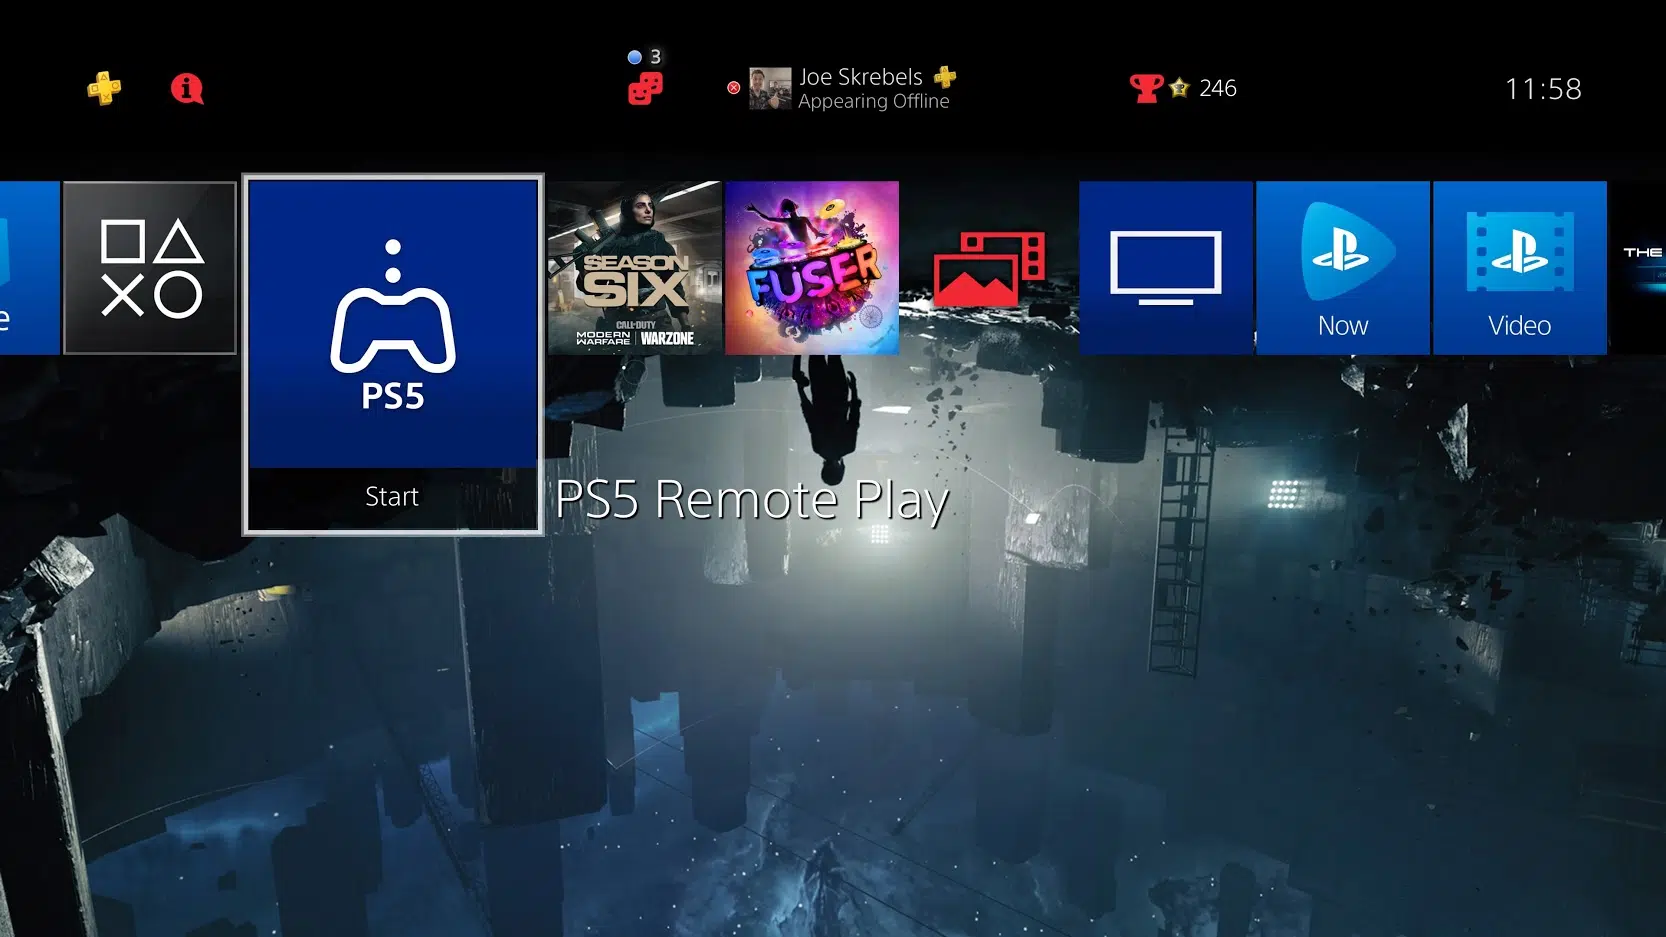 3
Joe Skrebels
Appearing Offline
246
11:58
e
PS5
Start
PS5 Remote Play
SEASON
SIX
CALL OF DUTY
MODERN
WARFARE | WARZONE
FUSER
Now
Video
THE